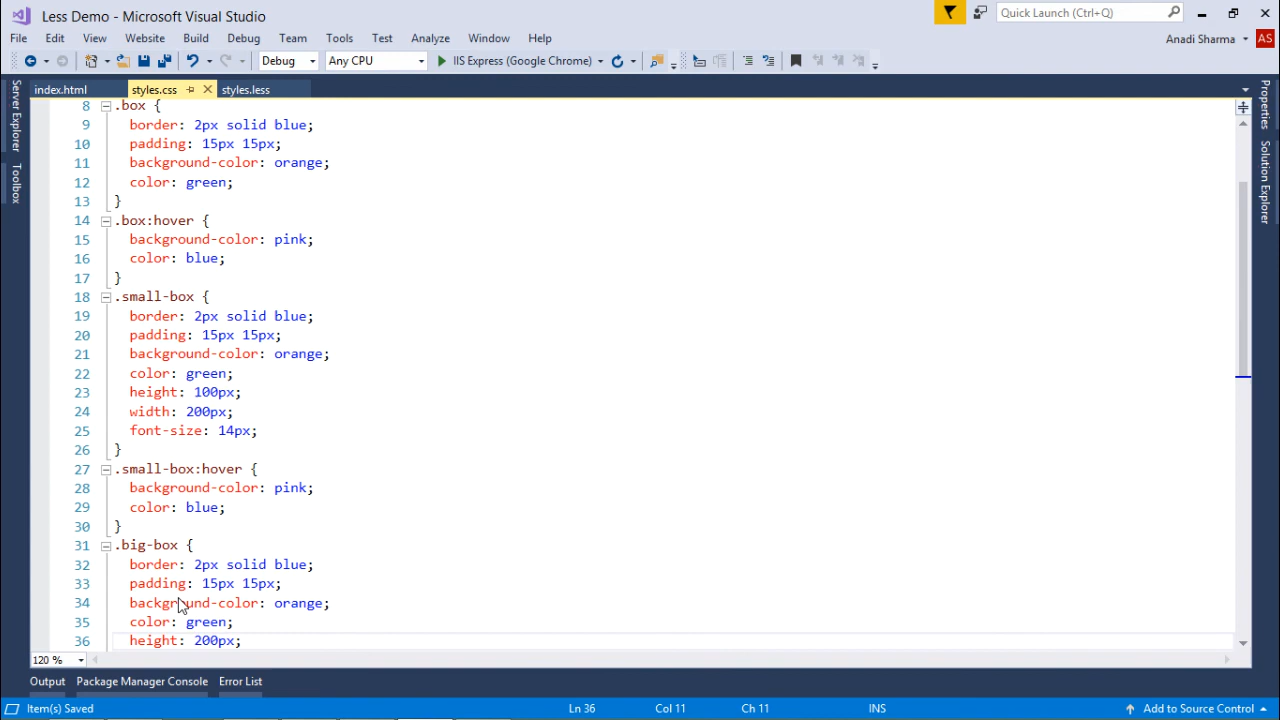 Less Demo - Microsoft Visual Studio
Quick Launch (Ctrl+Q)
File Edit View Website Build Debug Team Tools Test Analyze Window Help
Anadi Sharma AS
Debug Any CPU IIS Express (Google Chrome)
index.html styles.css styles.less
Server Explorer
Toolbox
Properties
Solution Explorer
8 .box {
9 border: 2px solid blue;
10 padding: 15px 15px;
11 background-color: orange;
12 color: green;
13 }
14 .box:hover {
15 background-color: pink;
16 color: blue;
17 }
18 .small-box {
19 border: 2px solid blue;
20 padding: 15px 15px;
21 background-color: orange;
22 color: green;
23 height: 100px;
24 width: 200px;
25 font-size: 14px;
26 }
27 .small-box:hover {
28 background-color: pink;
29 color: blue;
30 }
31 .big-box {
32 border: 2px solid blue;
33 padding: 15px 15px;
34 background-color: orange;
35 color: green;
36 height: 200px;
120 %
Output Package Manager Console Error List
Item(s) Saved Ln 36 Col 11 Ch 11 INS Add to Source Control